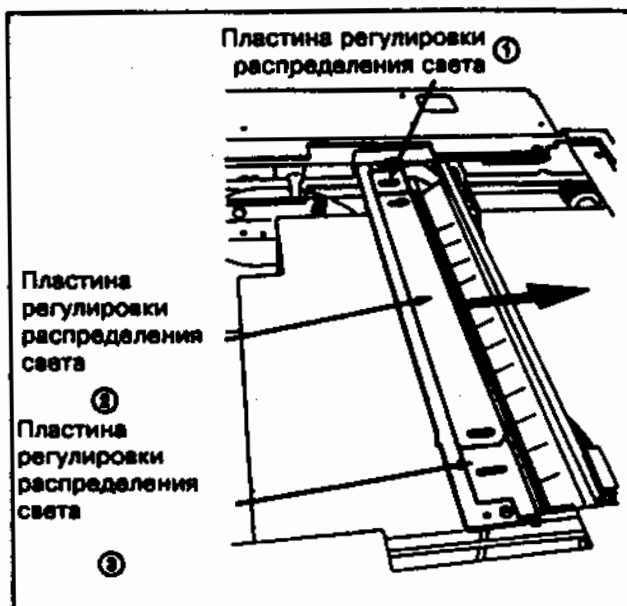 Пластина регулировки
распределения света ①
Пластина
регулировки
распределения
света
②
Пластина
регулировки
распределения
света
③